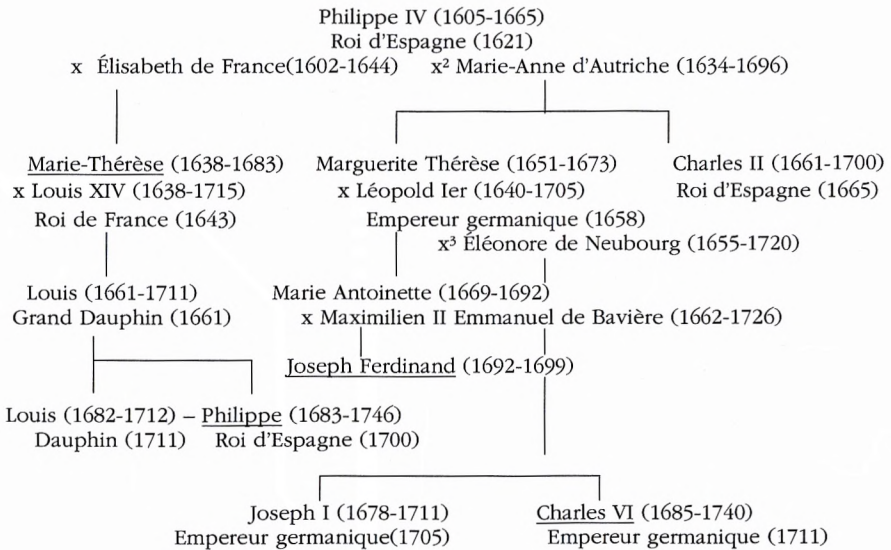 Philippe IV (1605-1665)
Roi d'Espagne (1621)
x Élisabeth de France(1602-1644) x² Marie-Anne d'Autriche (1634-1696)
Marie-Thérèse (1638-1683) Marguerite Thérèse (1651-1673) Charles II (1661-1700)
x Louis XIV (1638-1715) x Léopold Ier (1640-1705) Roi d'Espagne (1665)
Roi de France (1643) Empereur germanique (1658)
x³ Éléonore de Neubourg (1655-1720)
Louis (1661-1711) Marie Antoinette (1669-1692)
Grand Dauphin (1661) x Maximilien II Emmanuel de Bavière (1662-1726)
Joseph Ferdinand (1692-1699)
Louis (1682-1712) – Philippe (1683-1746)
Dauphin (1711) Roi d'Espagne (1700)
Joseph I (1678-1711) Charles VI (1685-1740)
Empereur germanique(1705) Empereur germanique (1711)